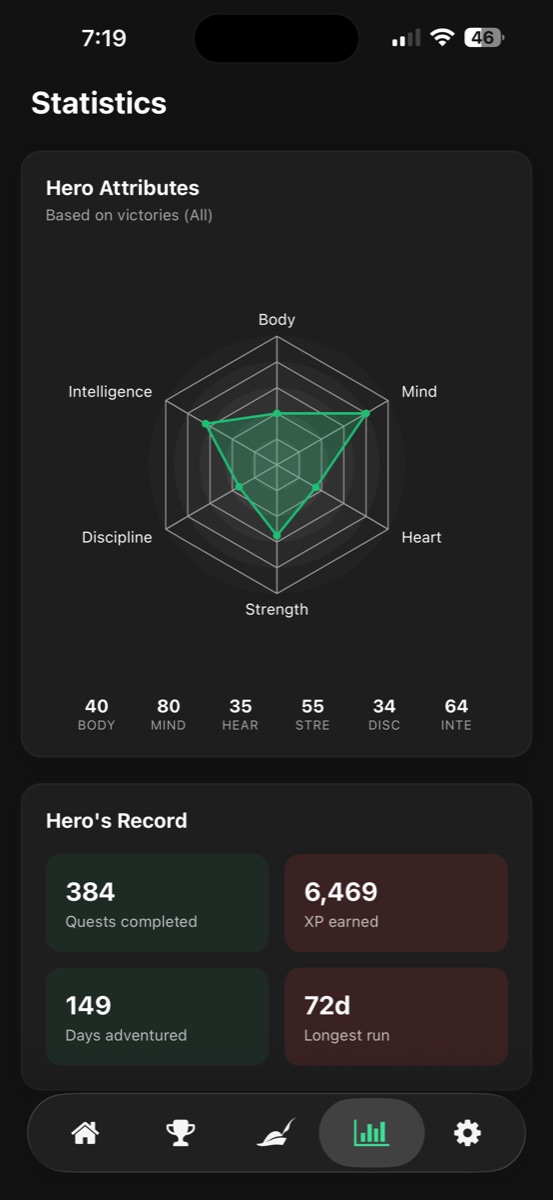 7:19
46
Statistics
Hero Attributes
Based on victories (All)
Body
Intelligence
Mind
Discipline
Heart
Strength
40 80 35 55 34 64
BODY MIND HEAR STRE DISC INTE
Hero's Record
384
Quests completed
6,469
XP earned
149
Days adventured
72d
Longest run